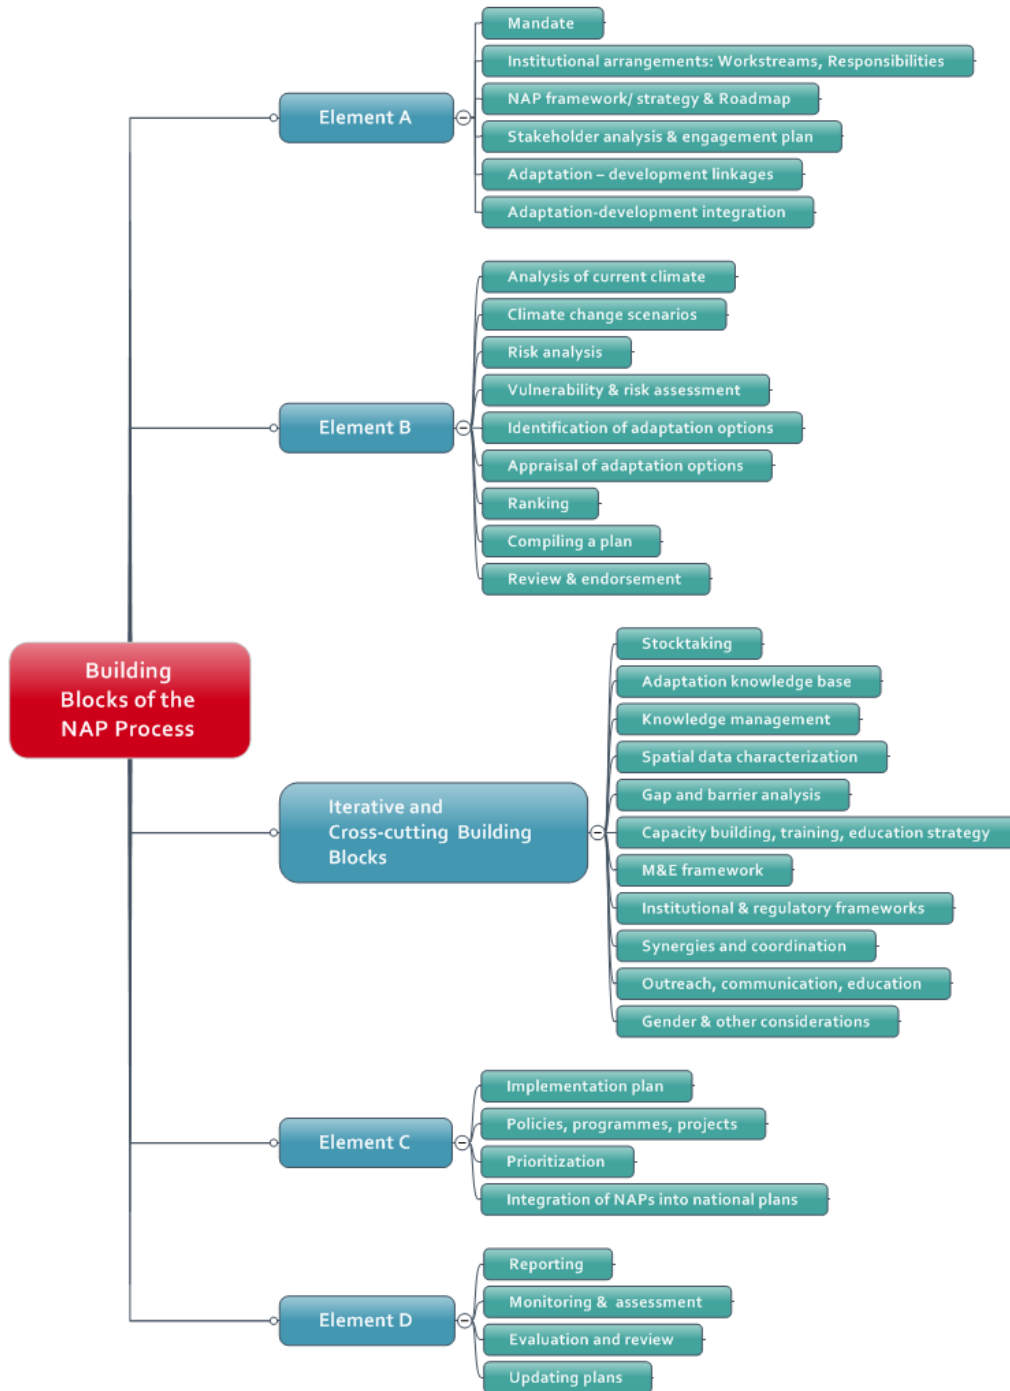 Mandate
Institutional arrangements: Workstreams, Responsibilities
NAP framework/ strategy & Roadmap
Element A
Stakeholder analysis & engagement plan
Adaptation – development linkages
Adaptation-development integration
Analysis of current climate
Climate change scenarios
Risk analysis
Vulnerability & risk assessment
Element B
Identification of adaptation options
Appraisal of adaptation options
Ranking
Compiling a plan
Review & endorsement
Building
Blocks of the
NAP Process
Stocktaking
Adaptation knowledge base
Knowledge management
Spatial data characterization
Gap and barrier analysis
Iterative and
Cross-cutting Building
Blocks
Capacity building, training, education strategy
M&E framework
Institutional & regulatory frameworks
Synergies and coordination
Outreach, communication, education
Gender & other considerations
Implementation plan
Policies, programmes, projects
Element C
Prioritization
Integration of NAPs into national plans
Reporting
Monitoring & assessment
Element D
Evaluation and review
Updating plans